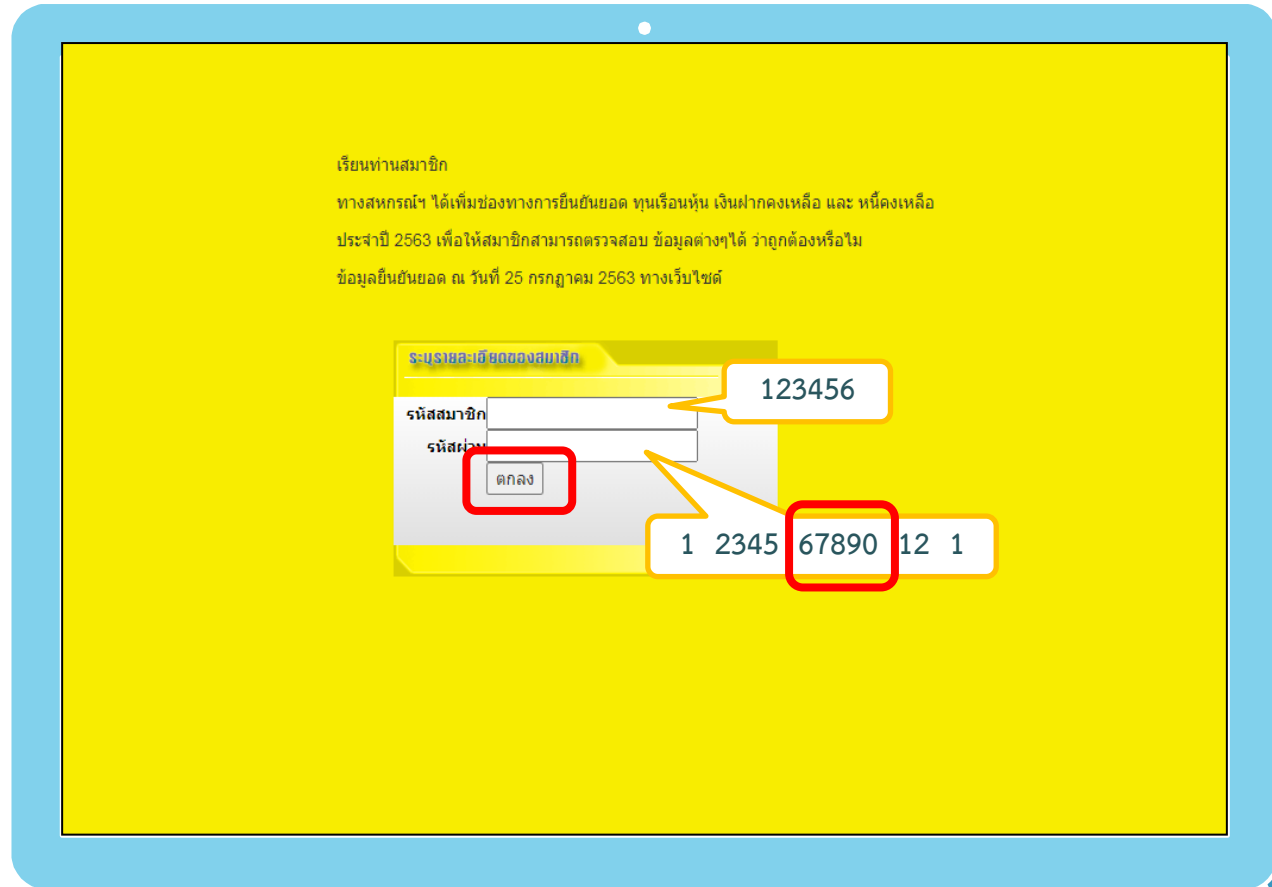 เรียนท่านสมาชิก
ทางสหกรณ์ฯ ได้เพิ่มช่องทางการยืนยันยอด ทุนเรือนหุ้น เงินฝากคงเหลือ และ หนี้คงเหลือ
ประจำปี 2563 เพื่อให้สมาชิกสามารถตรวจสอบ ข้อมูลต่างๆได้ ว่าถูกต้องหรือไม
ข้อมูลยืนยันยอด ณ วันที่ 25 กรกฎาคม 2563 ทางเว็บไซด์
ระบุรายละเอียดของสมาชิก
123456
รหัสสมาชิก
รหัสผ่าน
ตกลง
1 2345 67890 12 1